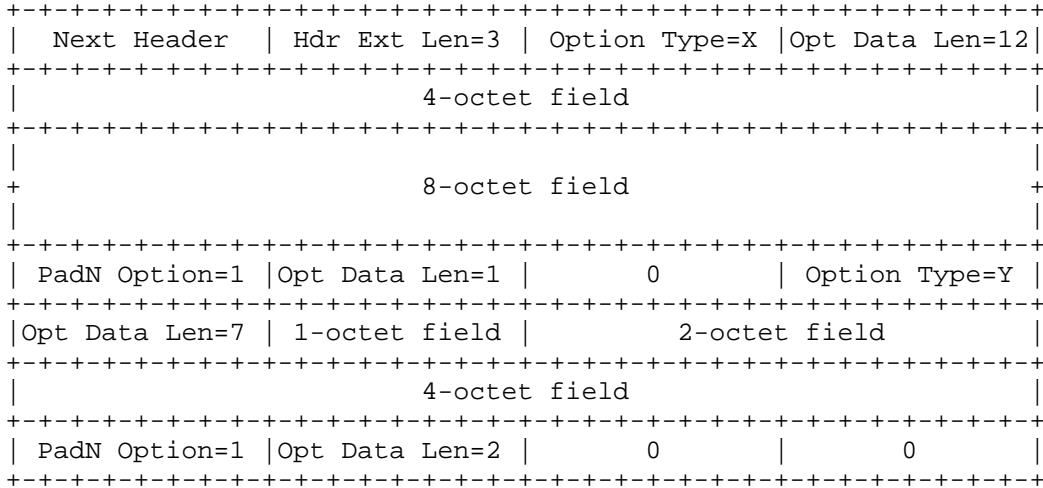 Next Header Hdr Ext Len=3 Option Type=X Opt Data Len=12
4-octet field
8-octet field
PadN Option=1 Opt Data Len=1 0 Option Type=Y
Opt Data Len=7 1-octet field 2-octet field
4-octet field
PadN Option=1 Opt Data Len=2 0 0